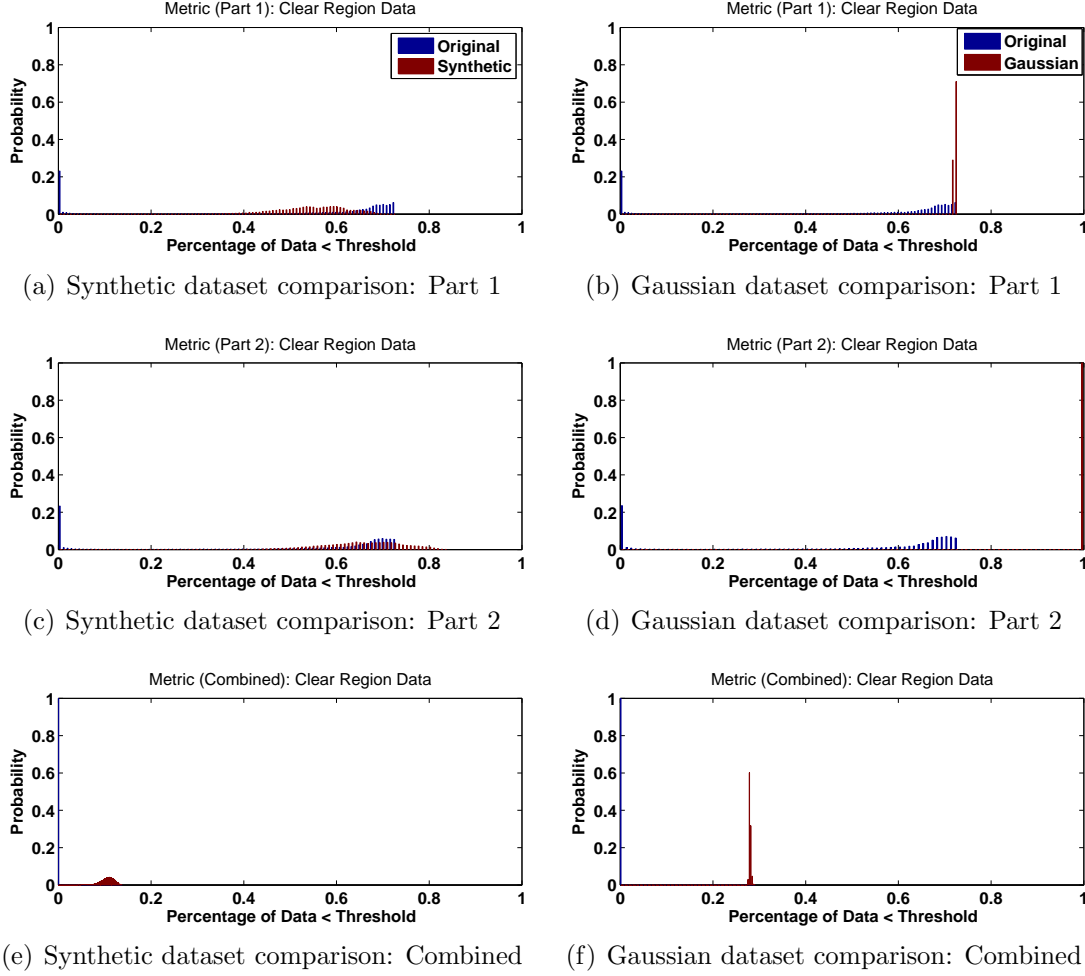 Metric (Part 1): Clear Region Data
1
0.8
0.6
0.4
0.2
0
Probability
Original
Synthetic
0 0.2 0.4 0.6 0.8 1
Percentage of Data < Threshold
(a) Synthetic dataset comparison: Part 1
Metric (Part 1): Clear Region Data
1
0.8
0.6
0.4
0.2
0
Probability
Original
Gaussian
0 0.2 0.4 0.6 0.8 1
Percentage of Data < Threshold
(b) Gaussian dataset comparison: Part 1
Metric (Part 2): Clear Region Data
1
0.8
0.6
0.4
0.2
0
Probability
0 0.2 0.4 0.6 0.8 1
Percentage of Data < Threshold
(c) Synthetic dataset comparison: Part 2
Metric (Part 2): Clear Region Data
1
0.8
0.6
0.4
0.2
0
Probability
0 0.2 0.4 0.6 0.8 1
Percentage of Data < Threshold
(d) Gaussian dataset comparison: Part 2
Metric (Combined): Clear Region Data
1
0.8
0.6
0.4
0.2
0
Probability
0 0.2 0.4 0.6 0.8 1
Percentage of Data < Threshold
(e) Synthetic dataset comparison: Combined
Metric (Combined): Clear Region Data
1
0.8
0.6
0.4
0.2
0
Probability
0 0.2 0.4 0.6 0.8 1
Percentage of Data < Threshold
(f) Gaussian dataset comparison: Combined